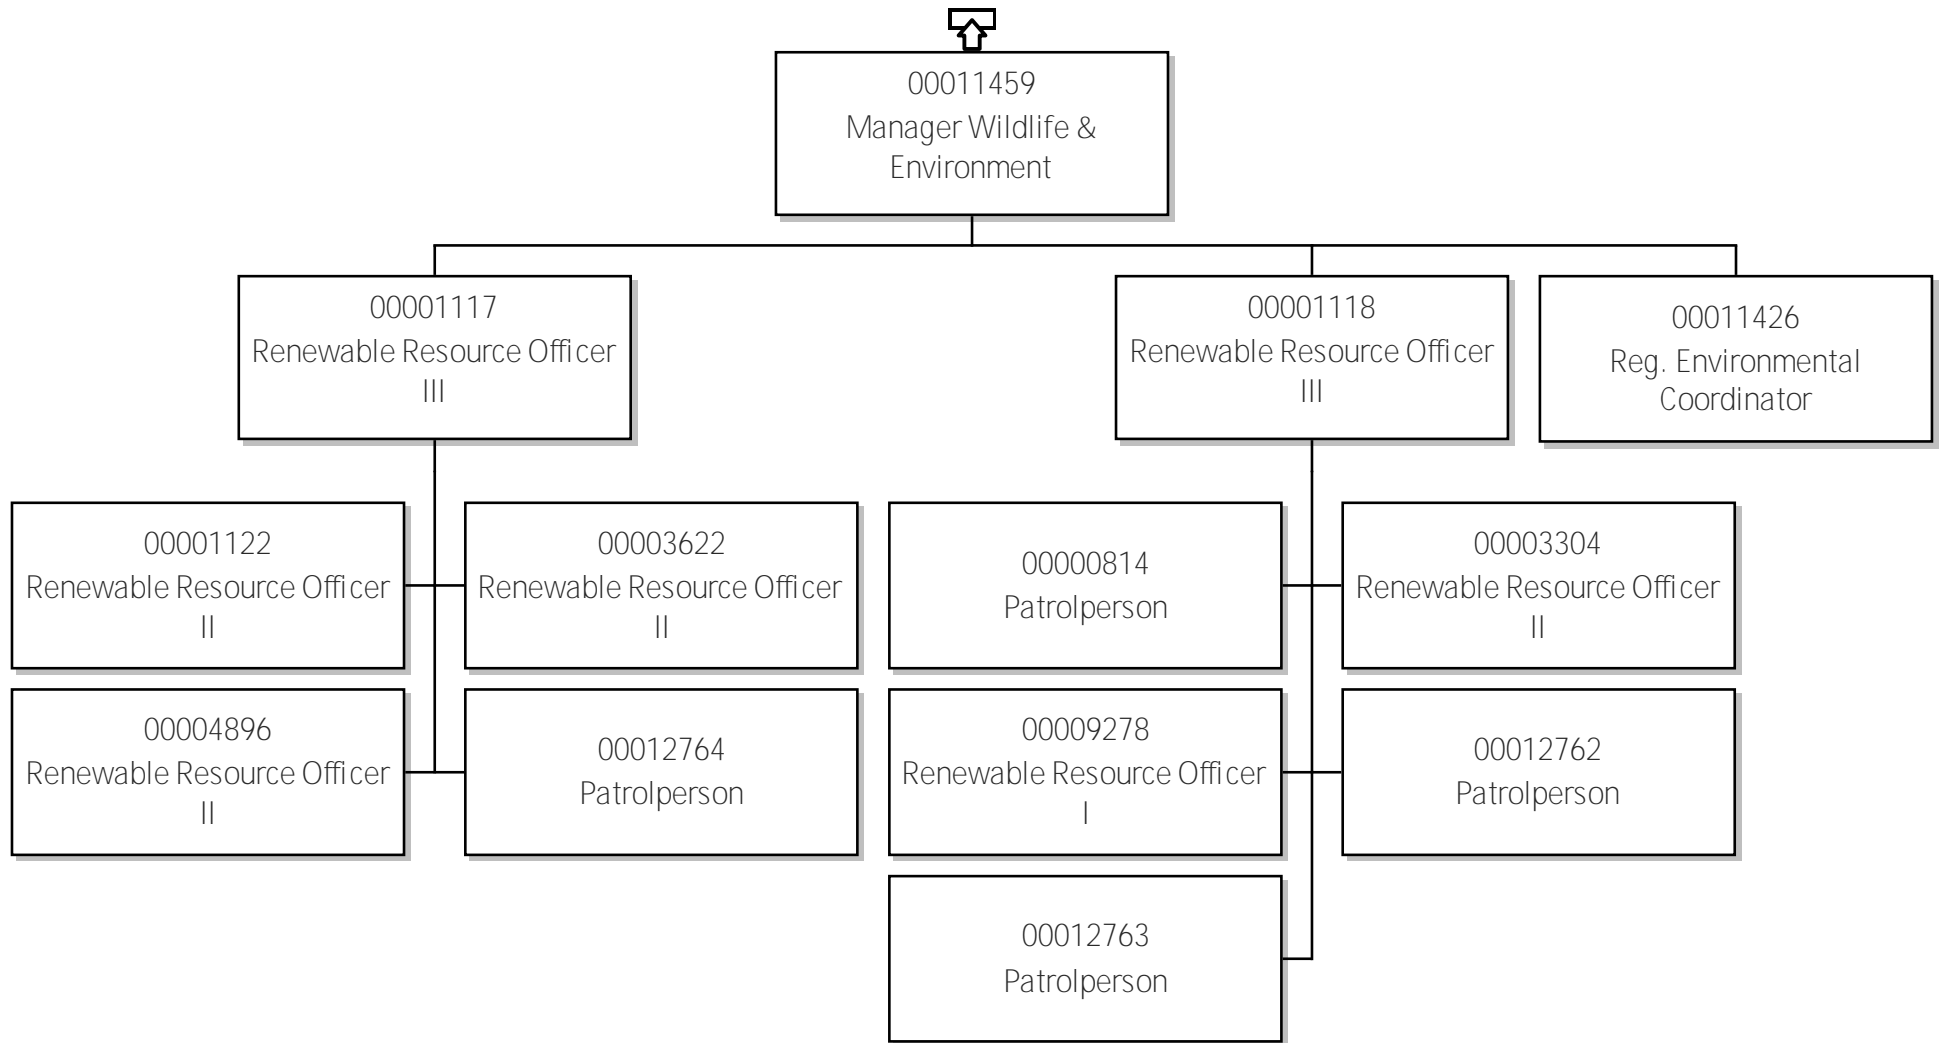 00011459
Manager Wildlife &
Environment
00001117
Renewable Resource Officer
III
00001118
Renewable Resource Officer
III
00011426
Reg. Environmental
Coordinator
00001122
Renewable Resource Officer
II
00003622
Renewable Resource Officer
II
00000814
Patrolperson
00003304
Renewable Resource Officer
II
00004896
Renewable Resource Officer
II
00012764
Patrolperson
00009278
Renewable Resource Officer
I
00012762
Patrolperson
00012763
Patrolperson